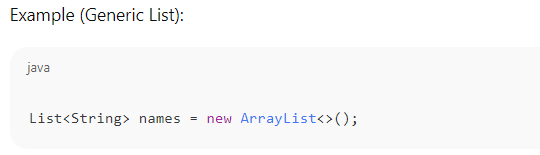 Example (Generic List):
java
List<String> names = new ArrayList<>();